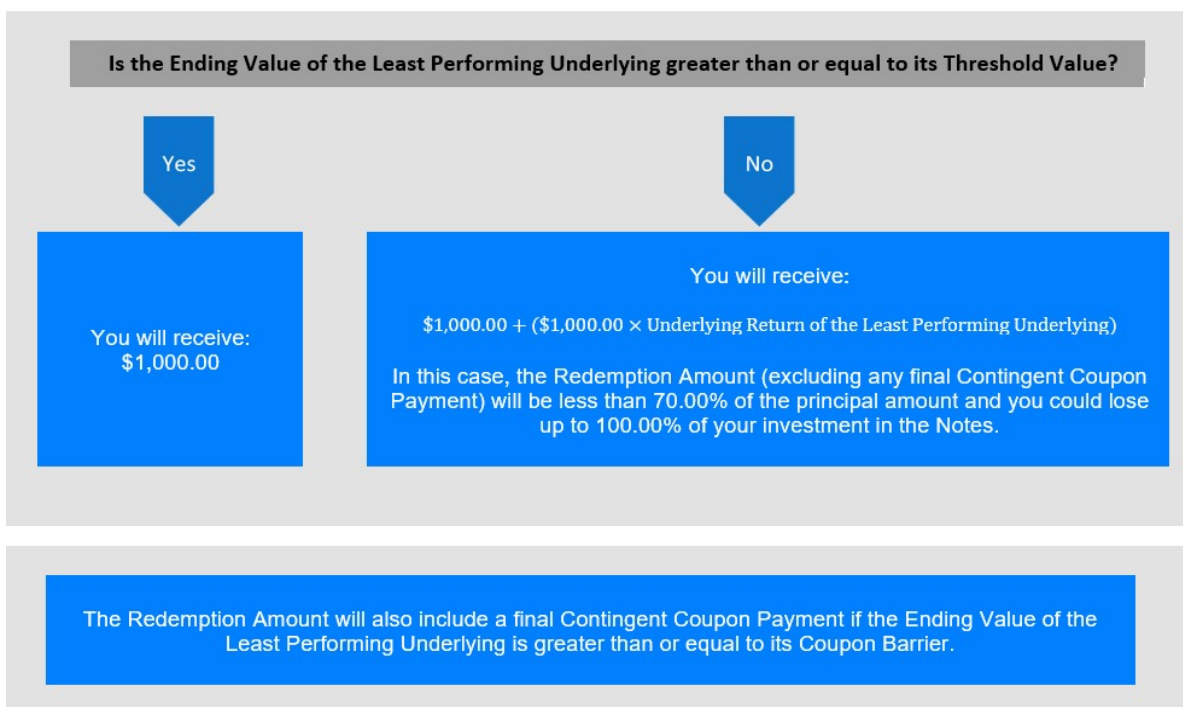 Is the Ending Value of the Least Performing Underlying greater than or equal to its Threshold Value?
Yes
No
You will receive:
$1,000.00
You will receive:
$1,000.00 + ($1,000.00 × Underlying Return of the Least Performing Underlying)
In this case, the Redemption Amount (excluding any final Contingent Coupon
Payment) will be less than 70.00% of the principal amount and you could lose
up to 100.00% of your investment in the Notes.
The Redemption Amount will also include a final Contingent Coupon Payment if the Ending Value of the
Least Performing Underlying is greater than or equal to its Coupon Barrier.